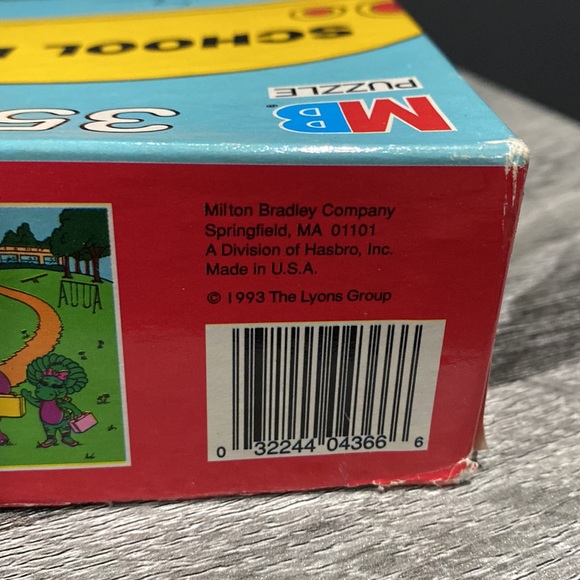 SCHOOL
MB®
PUZZLE
35
Milton Bradley Company
Springfield, MA 01101
A Division of Hasbro, Inc.
Made in U.S.A.
© 1993 The Lyons Group
0 32244 04366 6